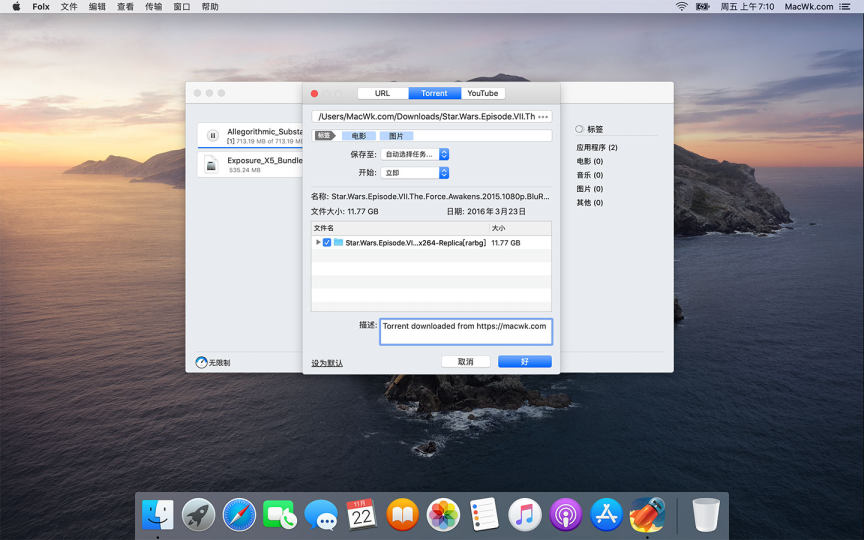 Folx 文件 编辑 查看 传输 窗口 帮助 周五 上午7:10 MacWk.com
URL Torrent YouTube
/Users/MacWk.com/Downloads/Star.Wars.Episode.VII.Th
标签 电影 图片
保存至: 自动选择任务...
开始: 立即
名称: Star.Wars.Episode.VII.The.Force.Awakens.2015.1080p.BluR...
文件大小: 11.77 GB 日期: 2016年3月23日
文件名 大小
Star.Wars.Episode.VI...x264-Replica[rarbg] 11.77 GB
描述: Torrent downloaded from https://macwk.com
设为默认 取消 好
Allegorithmic_Substa
[1] 713.19 MB of 713.19 MB
Exposure_X5_Bundle
535.24 MB
无限制
标签
应用程序 (2)
电影 (0)
音乐 (0)
图片 (0)
其他 (0)
11月
22